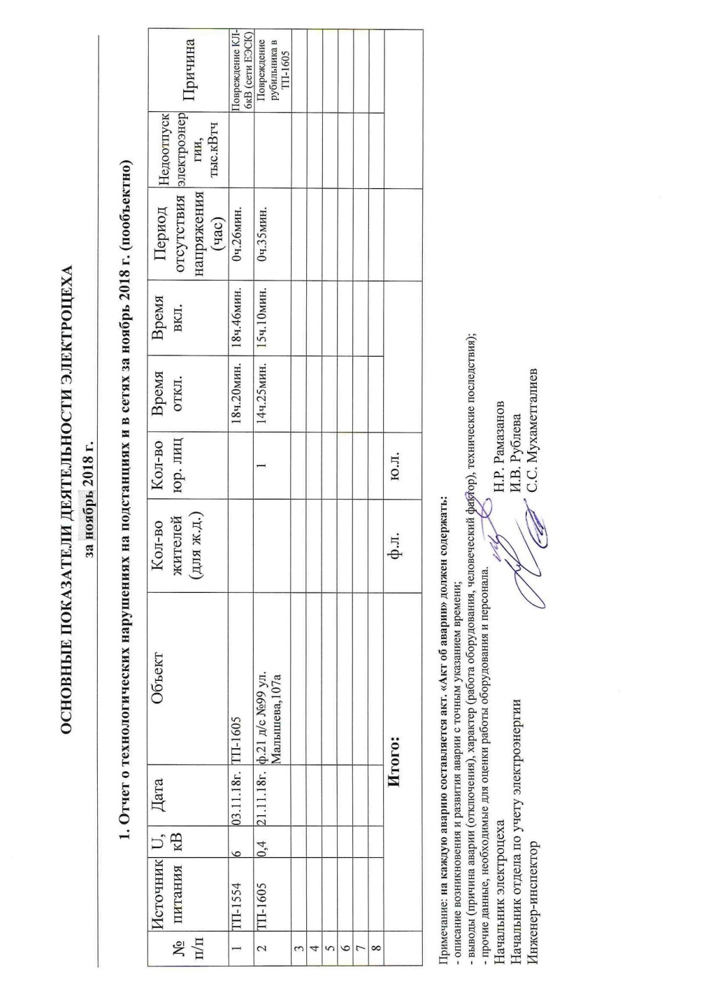 ОСНОВНЫЕ ПОКАЗАТЕЛИ ДЕЯТЕЛЬНОСТИ ЭЛЕКТРОЦЕХА
за ноябрь 2018 г.
1. Отчет о технологических нарушениях на подстанциях и в сетях за ноябрь 2018 г. (пообъектно)
№ п/п | Источник питания | U, кВ | Дата | Объект | Кол-во жителей (для ж.д.) | Кол-во юр. лиц | Время откл. | Время вкл. | Период отсутствия напряжения (час) | Недоотпуск электроэнер гии, тыс.кВтч | Причина
1 | ТП-1554 | 6 | 03.11.18г. | ТП-1605 | | | 18ч.20мин. | 18ч.46мин. | 0ч.26мин. | | Повреждение КЛ-6кВ (сети ЕЭСК)
2 | ТП-1605 | 0,4 | 21.11.18г. | ф.21 д/с №99 ул. Малышева,107а | | 1 | 14ч.25мин. | 15ч.10мин. | 0ч.35мин. | | Повреждение рубильника в ТП-1605
3
4
5
6
7
8
Итого: | ф.л. | ю.л.
Примечание: на каждую аварию составляется акт. «Акт об аварии» должен содержать:
- описание возникновения и развития аварии с точным указанием времени;
- выводы (причина аварии (отключения), характер (работа оборудования, человеческий фактор), технические последствия);
- прочие данные, необходимые для оценки работы оборудования и персонала.
Начальник электроцеха Н.Р. Рамазанов
Начальник отдела по учету электроэнергии И.В. Рублева
Инженер-инспектор С.С. Мухаметгалиев